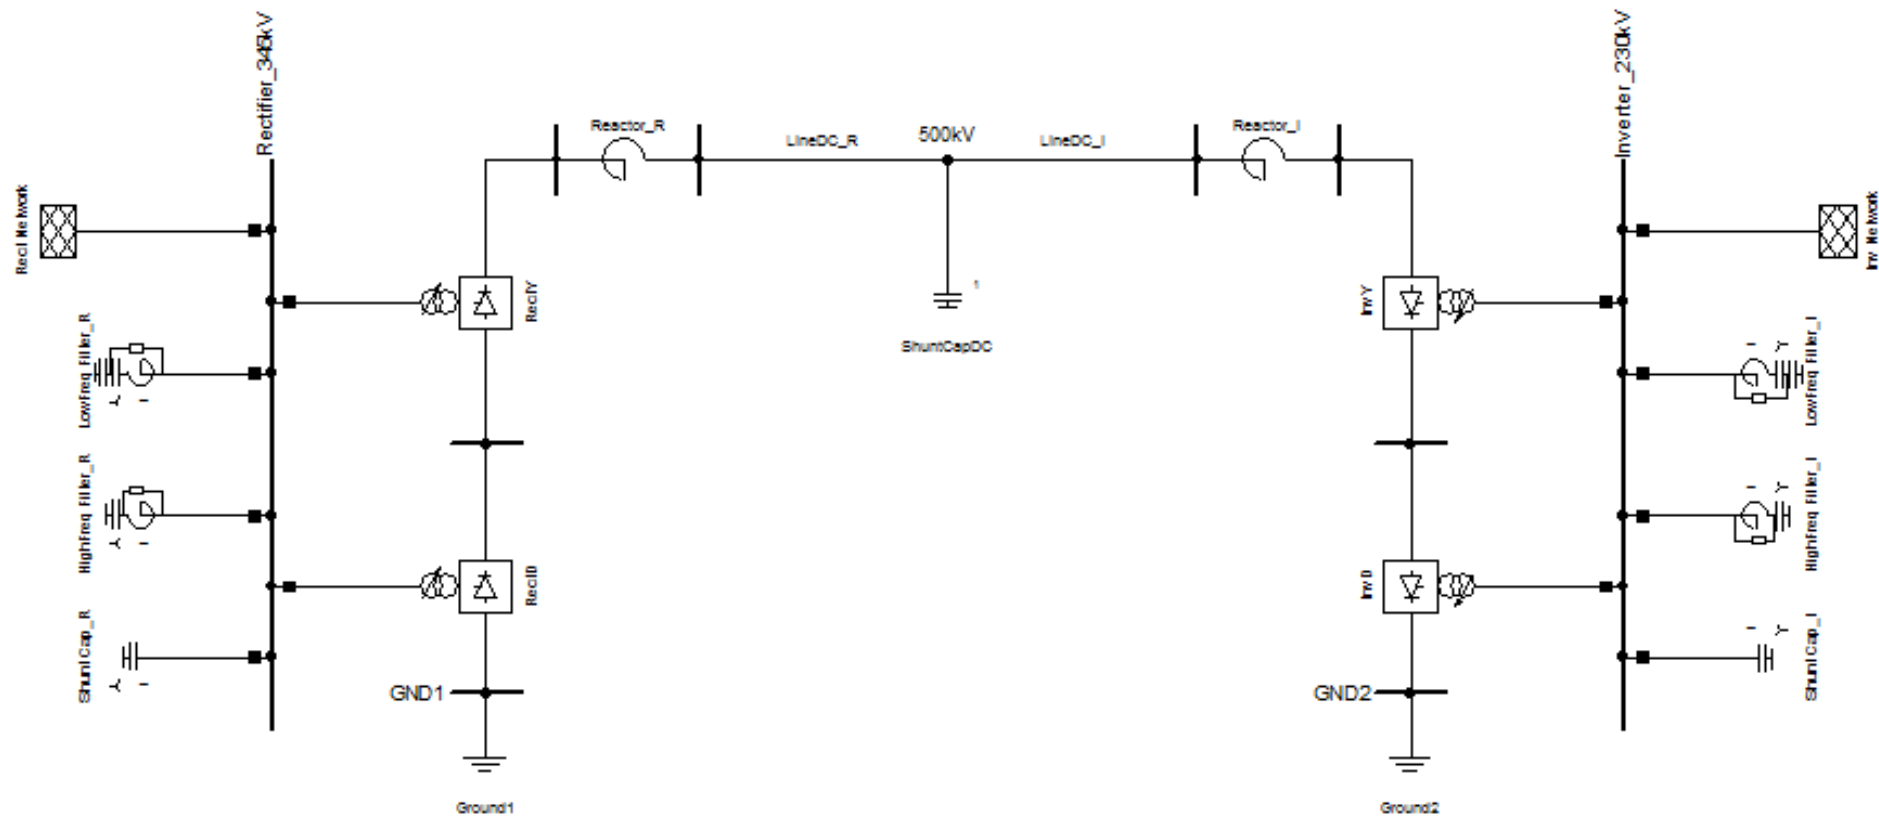 Rectifier_345kV
Inverter_230kV
Reactor_R
LineDC_R
500kV
LineDC_I
Reactor_I
Rect Network
Inv Network
RectY
InvY
1
ShuntCapDC
LowFreq Filter_R
LowFreq Filter_I
HighFreq Filter_R
HighFreq Filter_I
RectD
InvD
ShuntCap_R
ShuntCap_I
GND1
GND2
Ground1
Ground2